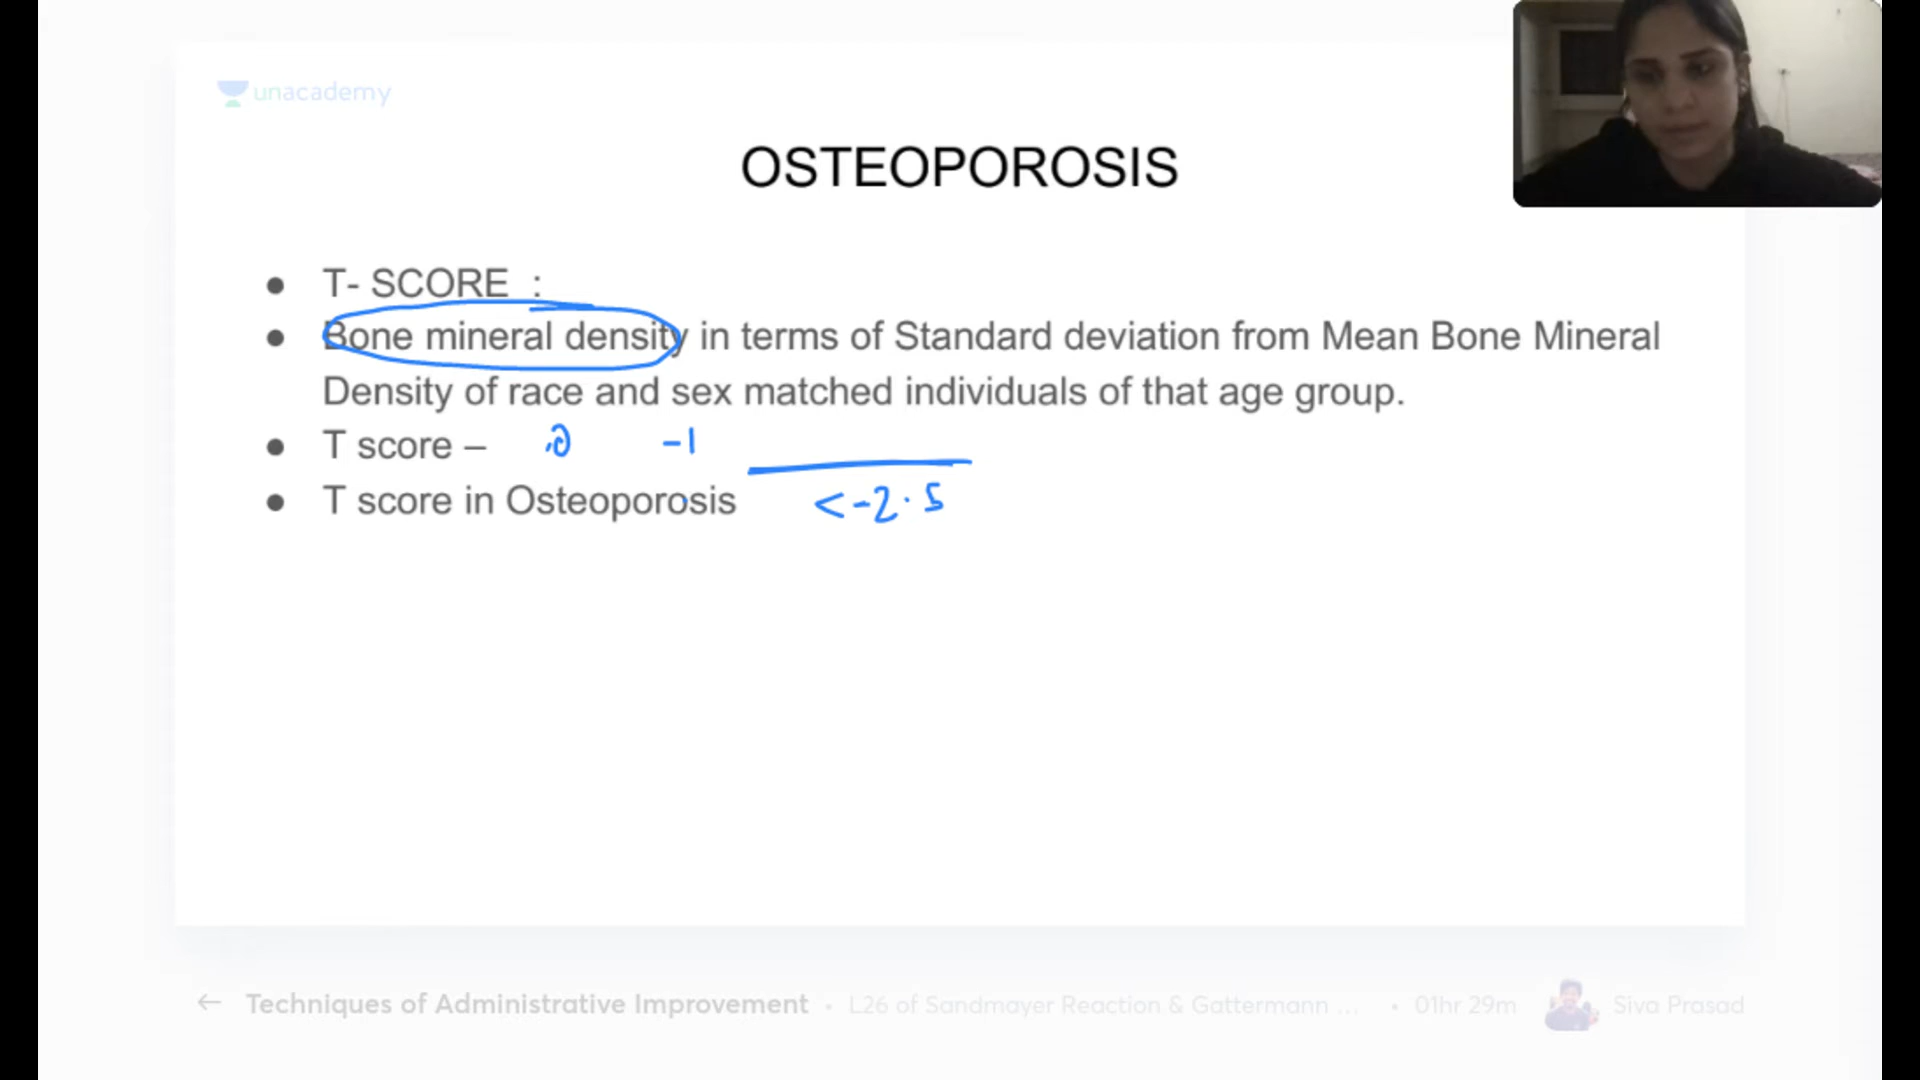 unacademy
OSTEOPOROSIS
T- SCORE :
Bone mineral density in terms of Standard deviation from Mean Bone Mineral
Density of race and sex matched individuals of that age group.
T score – 0 -1
T score in Osteoporosis < -2.5
Techniques of Administrative Improvement • L26 of Sandmayer Reaction & Gattermann ... • 01hr 29m Siva Prasad